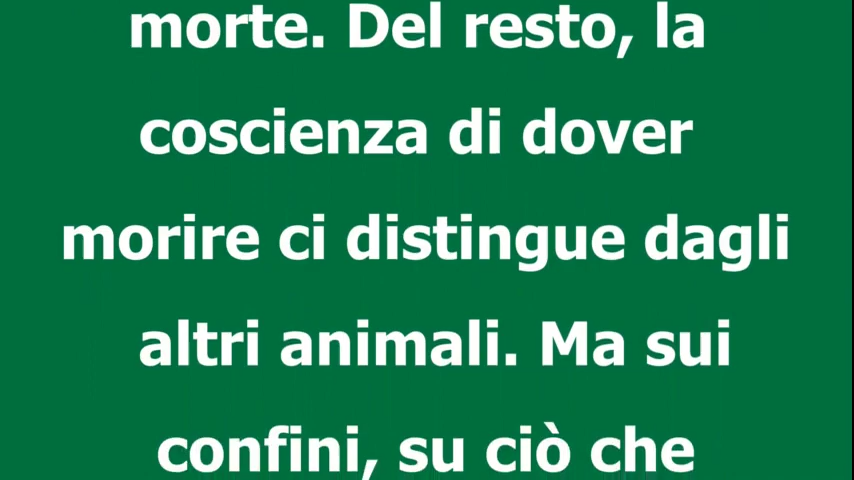 morte. Del resto, la
coscienza di dover
morire ci distingue dagli
altri animali. Ma sui
confini, su ciò che